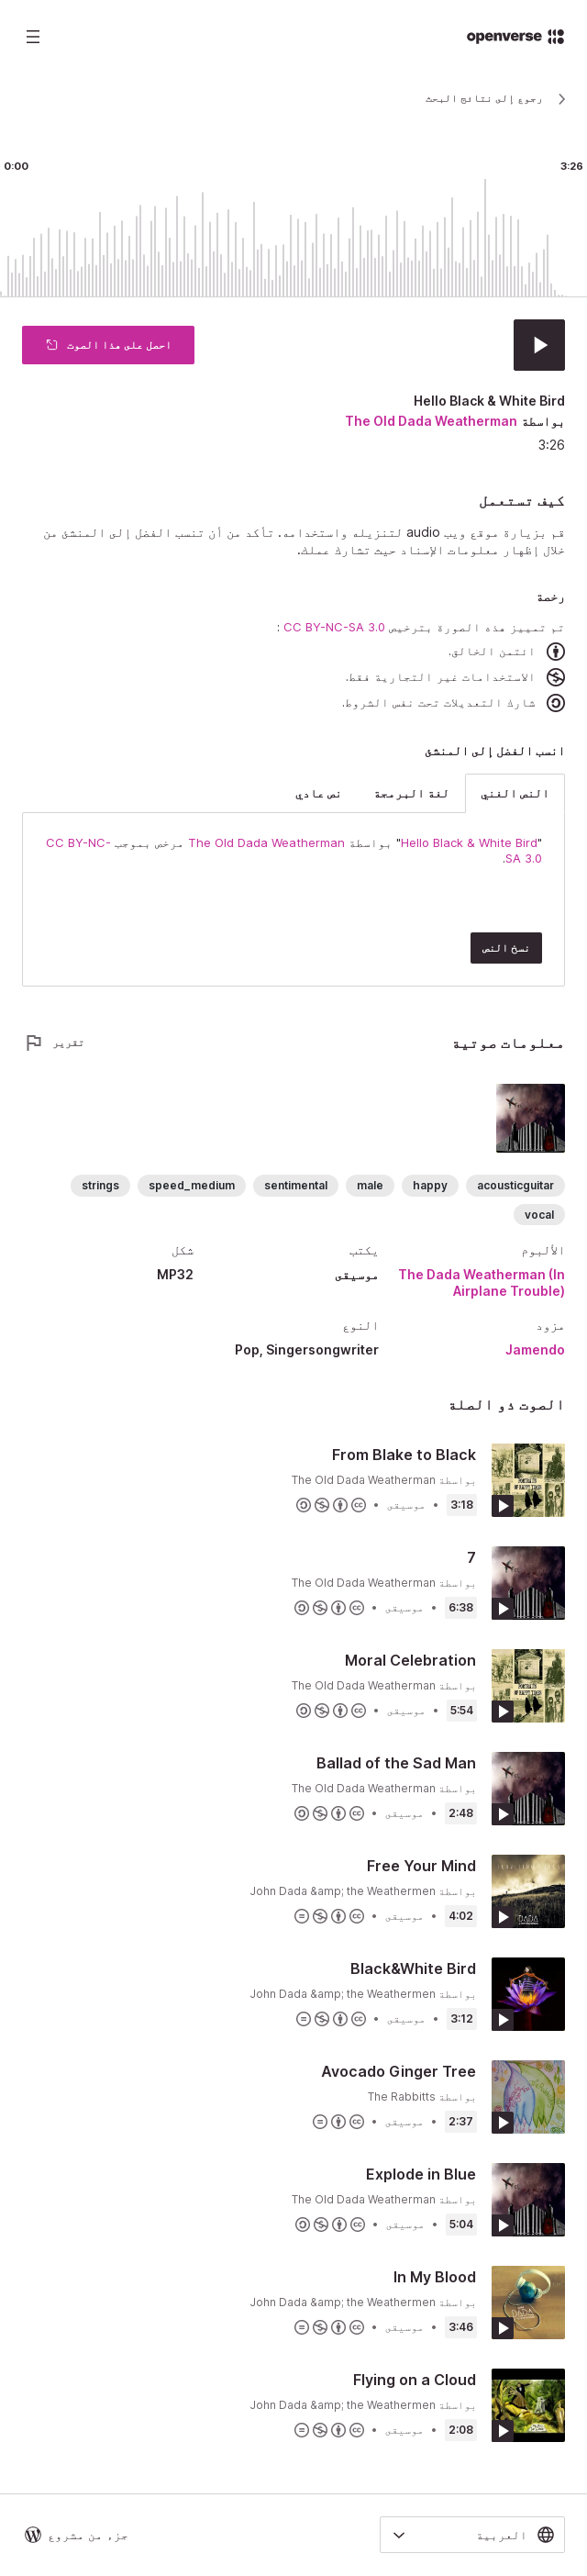 openverse
رجوع إلى نتائج البحث
0:00
3:26
احصل على هذا الصوت
Hello Black & White Bird
بواسطة The Old Dada Weatherman
3:26
كيف تستعمل
قم بزيارة موقع ويب audio لتنزيله واستخدامه. تأكد من أن تنسب الفضل إلى المنشئ من
خلال إظهار معلومات الإسناد حيث تشارك عملك.
رخصة
تم تمييز هذه الصورة بترخيص CC BY-NC-SA 3.0 :
ائتمن الخالق.
الاستخدامات غير التجارية فقط.
شارك التعديلات تحت نفس الشروط.
انسب الفضل إلى المنشئ
النص الغني
لغة البرمجة
نص عادي
"Hello Black & White Bird" بواسطة The Old Dada Weatherman مرخص بموجب CC BY-NC-
SA 3.0.
نسخ النص
معلومات صوتية
تقرير
acousticguitar
happy
male
sentimental
speed_medium
strings
vocal
الألبوم
يكتب
شكل
The Dada Weatherman (In
Airplane Trouble)
موسيقى
MP32
مزود
النوع
Jamendo
Pop, Singersongwriter
الصوت ذو الصلة
From Blake to Black
بواسطة The Old Dada Weatherman
3:18 • موسيقى •
7
بواسطة The Old Dada Weatherman
6:38 • موسيقى •
Moral Celebration
بواسطة The Old Dada Weatherman
5:54 • موسيقى •
Ballad of the Sad Man
بواسطة The Old Dada Weatherman
2:48 • موسيقى •
Free Your Mind
بواسطة John Dada &amp; the Weathermen
4:02 • موسيقى •
Black&White Bird
بواسطة John Dada &amp; the Weathermen
3:12 • موسيقى •
Avocado Ginger Tree
بواسطة The Rabbitts
2:37 • موسيقى •
Explode in Blue
بواسطة The Old Dada Weatherman
5:04 • موسيقى •
In My Blood
بواسطة John Dada &amp; the Weathermen
3:46 • موسيقى •
Flying on a Cloud
بواسطة John Dada &amp; the Weathermen
2:08 • موسيقى •
العربية
جزء من مشروع